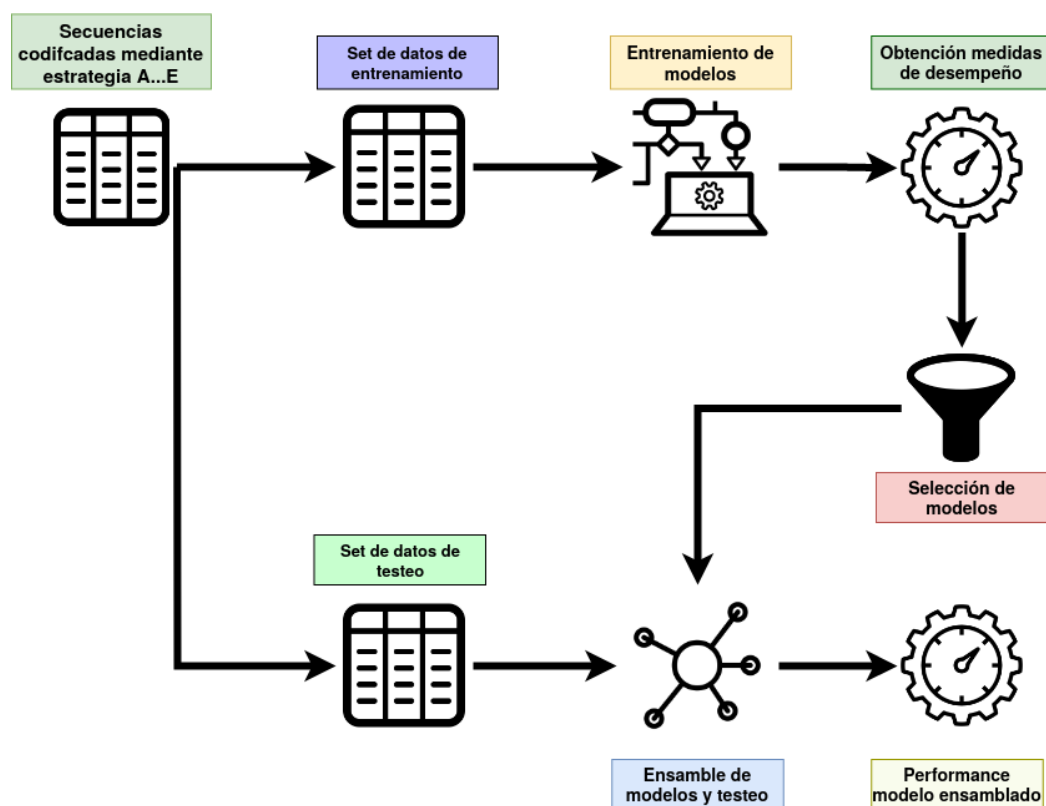 Secuencias
codifcadas mediante
estrategia A...E
Set de datos de
entrenamiento
Entrenamiento de
modelos
Obtención medidas
de desempeño
Selección de
modelos
Set de datos de
testeo
Ensamble de
modelos y testeo
Performance
modelo ensamblado